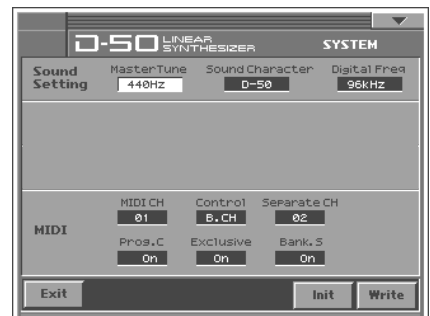 D-50 LINEAR SYNTHESIZER SYSTEM
Sound Setting
MasterTune Sound Character Digital Freq
440Hz D-50 96kHz
MIDI
MIDI CH Control Separate CH
01 B.CH 02
Prog.C Exclusive Bank.S
On On On
Exit Init Write